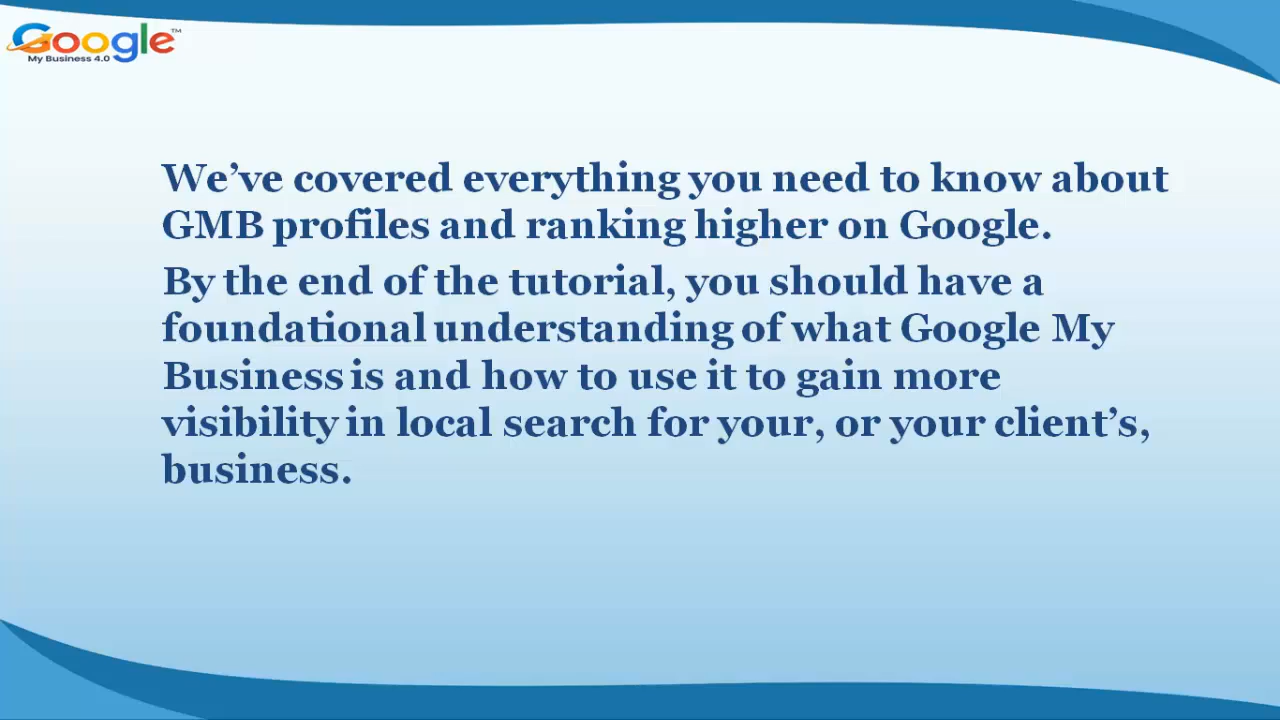 Google™
My Business 4.0
We’ve covered everything you need to know about
GMB profiles and ranking higher on Google.
By the end of the tutorial, you should have a
foundational understanding of what Google My
Business is and how to use it to gain more
visibility in local search for your, or your client’s,
business.